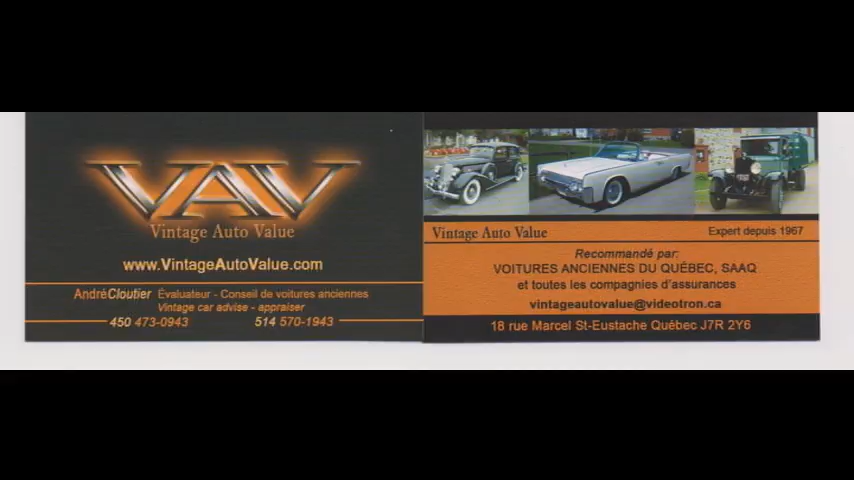 VAV
Vintage Auto Value
www.VintageAutoValue.com
AndréCloutier Évaluateur - Conseil de voitures anciennes
Vintage car advise - appraiser
450 473-0943 514 570-1943
Vintage Auto Value Expert depuis 1967
Recommandé par:
VOITURES ANCIENNES DU QUÉBEC, SAAQ
et toutes les compagnies d'assurances
vintageautovalue@videotron.ca
18 rue Marcel St-Eustache Québec J7R 2Y6